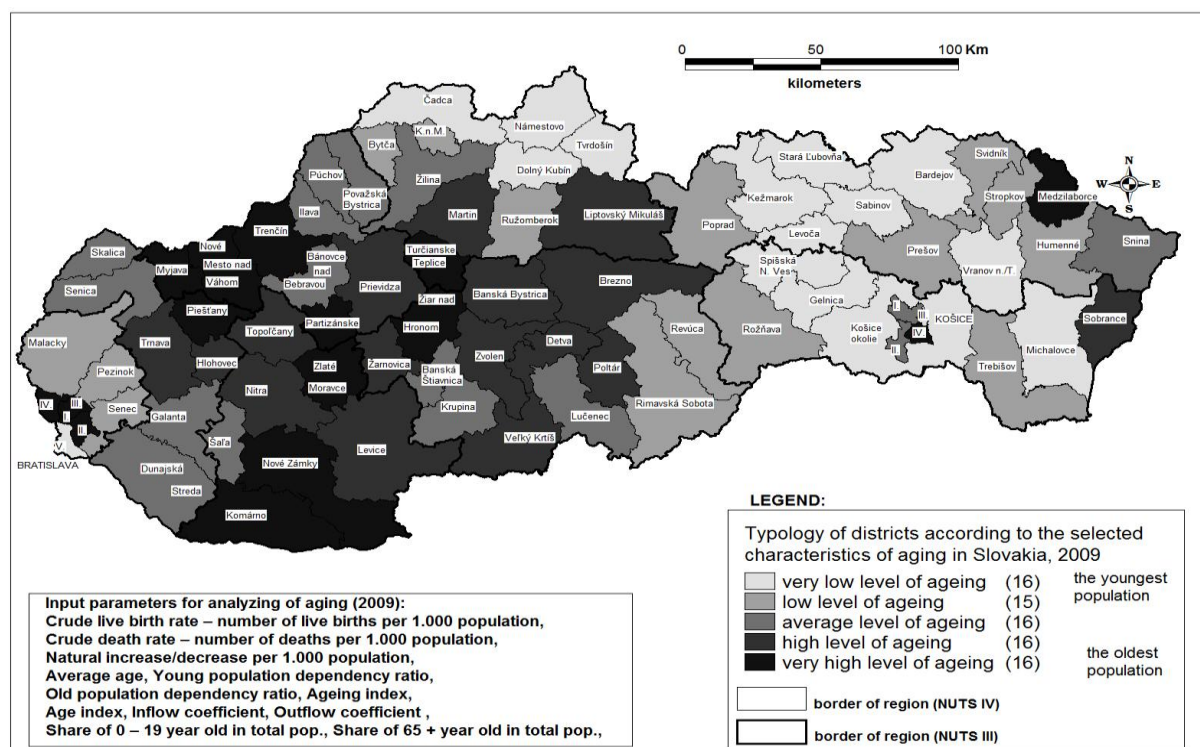 0 50 100 Km
kilometers
Čadca
Námestovo
K.n.M.
Bytča
Tvrdošín
Stará Ľubovňa
Svidník
Bardejov
N
W E
S
Dolný Kubín
Púchov
Žilina
Považská
Bystrica
Kežmarok
Stropkov
Medzilaborce
Sabinov
Ilava
Martin
Ružomberok
Liptovský Mikuláš
Poprad
Levoča
Trenčín
Turčianske
Teplice
Prešov
Humenné
Snina
Nové
Mesto nad
Váhom
Skalica
Bánovce
nad
Bebravou
Spišská
N. Ves
Myjava
Vranov n./T.
Senica
Prievidza
Banská Bystrica
Brezno
Gelnica
Žiar nad
Hronom
Piešťany
Partizánske
I.
III.
KOŠICE
IV.
II.
Sobrance
Topoľčany
Revúca
Rožňava
Košice
okolie
Malacky
Trnava
Detva
Zvolen
Michalovce
Hlohovec
Zlaté
Moravce
Žarnovica
Banská
Štiavnica
Poltár
Trebišov
Pezinok
Nitra
Rimavská Sobota
Krupina
IV.
III.
I.
II.
V.
BRATISLAVA
Senec
Galanta
Lučenec
Šaľa
Levice
Veľký Krtíš
Dunajská
Streda
Nové Zámky
Komárno
LEGEND:
Typology of districts according to the selected
characteristics of aging in Slovakia, 2009
very low level of ageing (16) the youngest
population
low level of ageing (15)
average level of ageing (16)
high level of ageing (16) the oldest
population
very high level of ageing (16)
border of region (NUTS IV)
border of region (NUTS III)
Input parameters for analyzing of aging (2009):
Crude live birth rate – number of live births per 1.000 population,
Crude death rate – number of deaths per 1.000 population,
Natural increase/decrease per 1.000 population,
Average age, Young population dependency ratio,
Old population dependency ratio, Ageing index,
Age index, Inflow coefficient, Outflow coefficient ,
Share of 0 – 19 year old in total pop., Share of 65 + year old in total pop.,